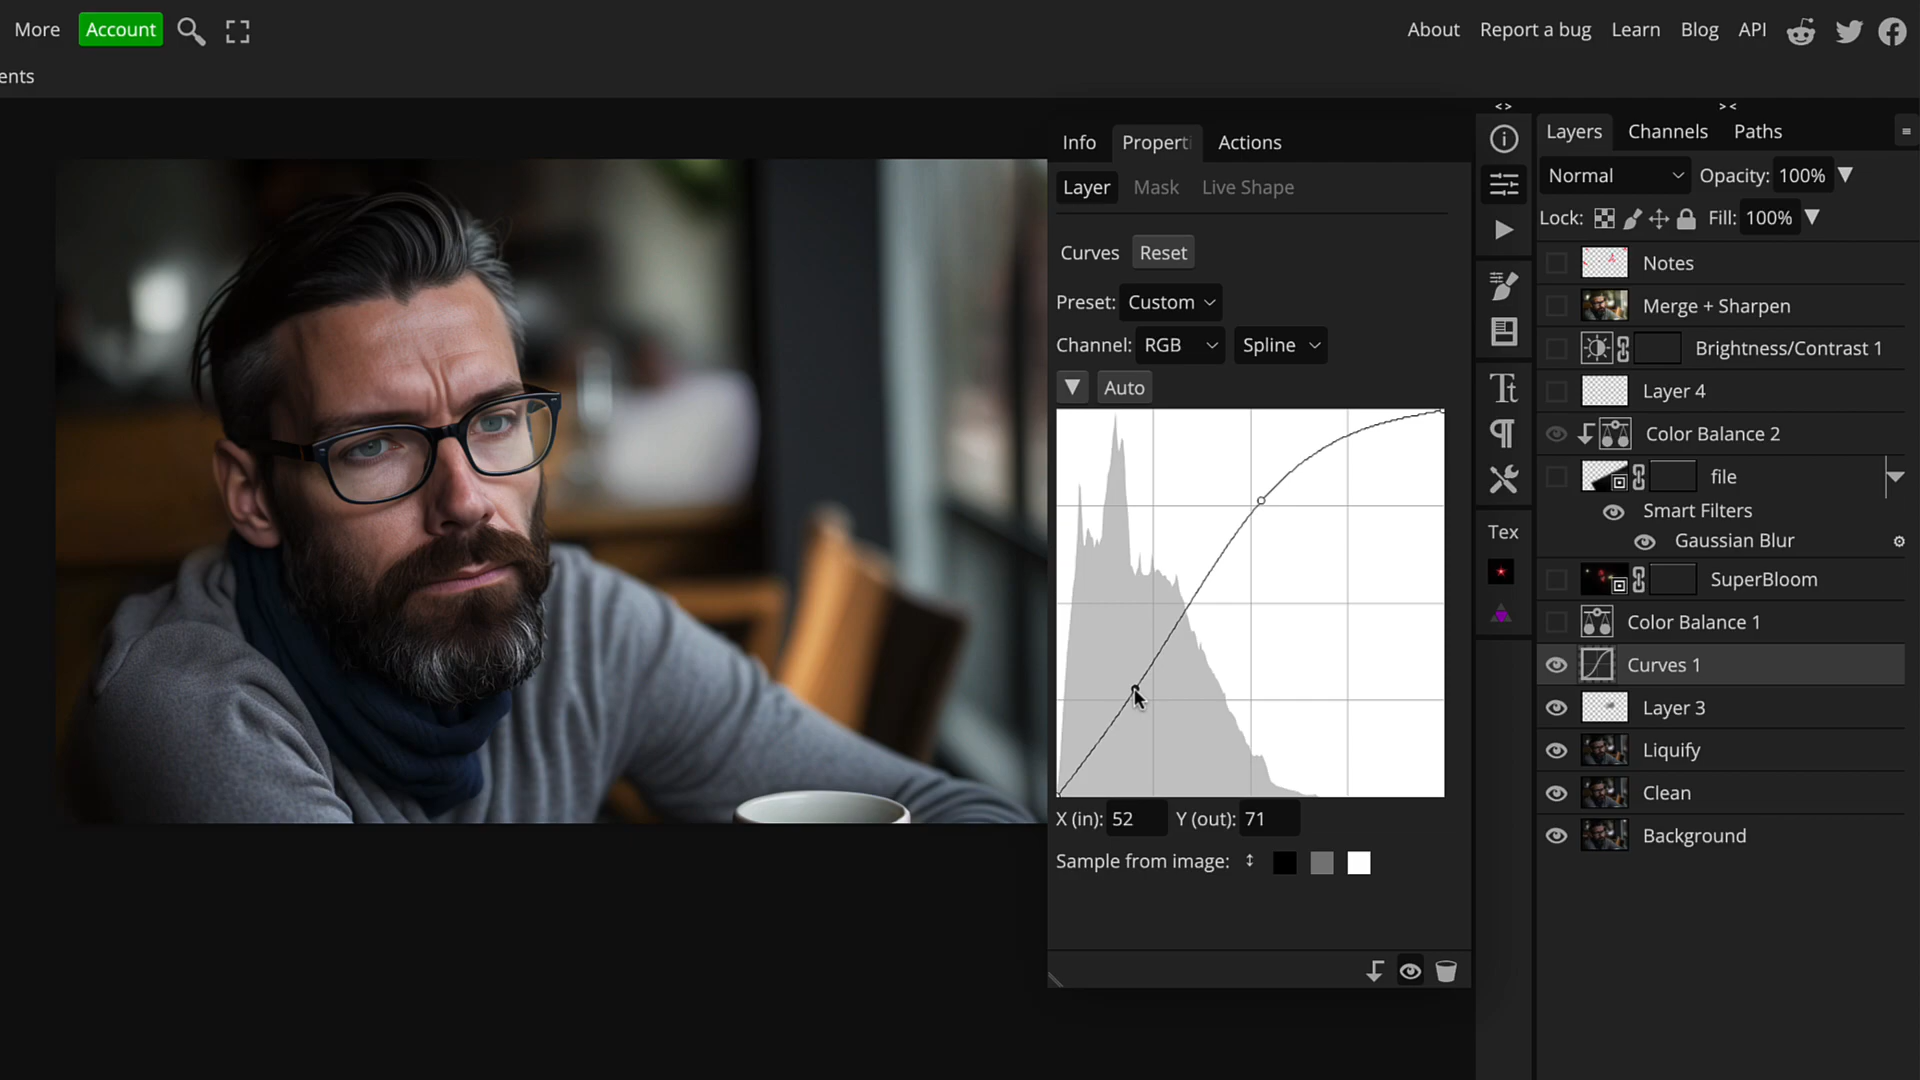 More Account About Report a bug Learn Blog API
ents
Info Properti Actions
Layer Mask Live Shape
Curves Reset
Preset: Custom
Channel: RGB Spline
Auto
X (in): 52 Y (out): 71
Sample from image:
Tex
Layers Channels Paths
Normal Opacity: 100%
Lock: Fill: 100%
Notes
Merge + Sharpen
Brightness/Contrast 1
Layer 4
Color Balance 2
file
Smart Filters
Gaussian Blur
SuperBloom
Color Balance 1
Curves 1
Layer 3
Liquify
Clean
Background